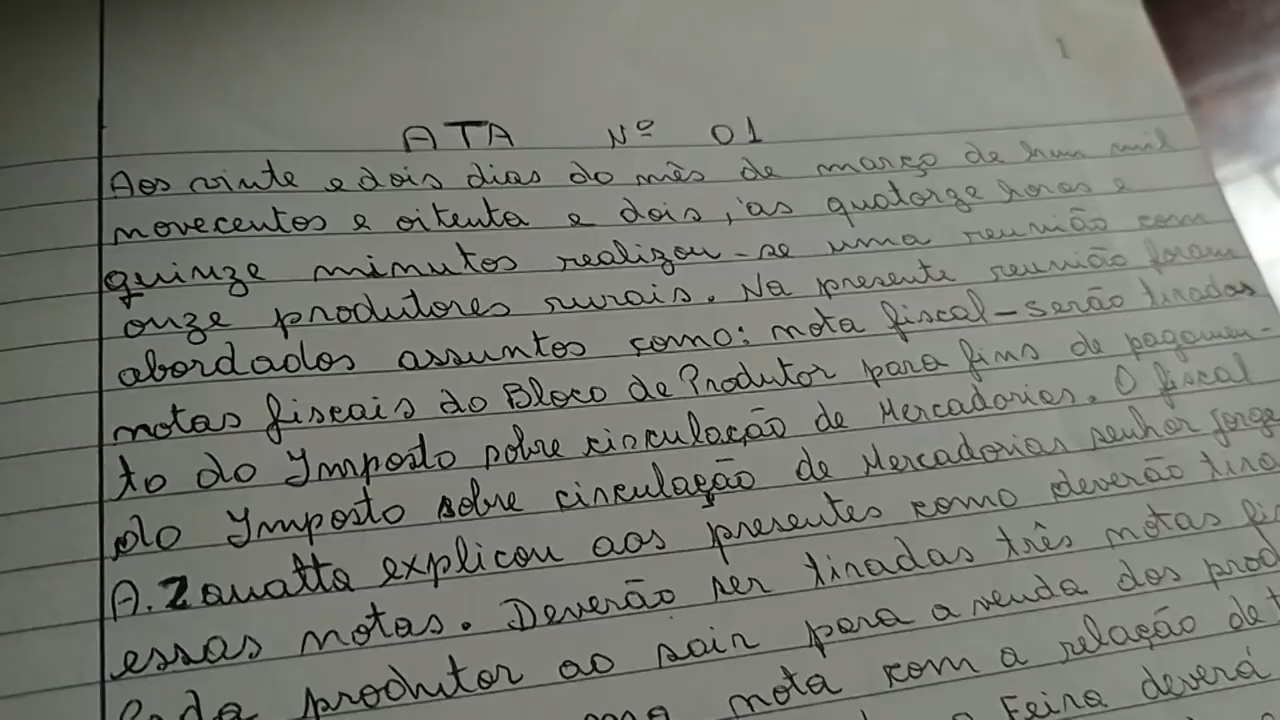 1
ATA Nº 01
Aos vinte e dois dias do mês de março de hum mil
novecentos e oitenta e dois, às quatorze horas e
quinze minutos realizou-se uma reunião com
onze produtores rurais. Na presente reunião foram
abordados assuntos como: nota fiscal - serão tiradas
notas fiscais do Bloco de Produtor para fins de pagamen-
to do Imposto sobre circulação de Mercadorias. O fiscal
do Imposto sobre circulação de Mercadorias senhor Jorge
A. Zanatta explicou aos presentes como deverão tira
essas notas. Deverão ser tiradas três notas fis
Cada produtor ao sair para a venda dos prod
nota com a relação de t
Feira deverá